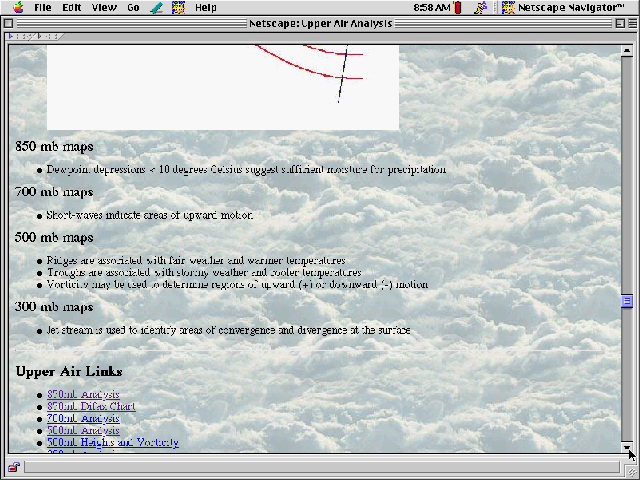 File Edit View Go Help 8:58 AM Netscape Navigator™
Netscape: Upper Air Analysis
850 mb maps
Dewpoint depressions < 10 degrees Celsius suggest sufficient moisture for precipitation
700 mb maps
Short-waves indicate areas of upward motion
500 mb maps
Ridges are associated with fair weather and warmer temperatures
Troughs are associated with stormy weather and cooler temperatures
Vorticity may be used to determine regions of upward (+) or downward (-) motion
300 mb maps
Jet stream is used to identify areas of convergence and divergence at the surface
Upper Air Links
850mb Analysis
850mb Difax Chart
700mb Analysis
500mb Analysis
500mb Heights and Vorticity